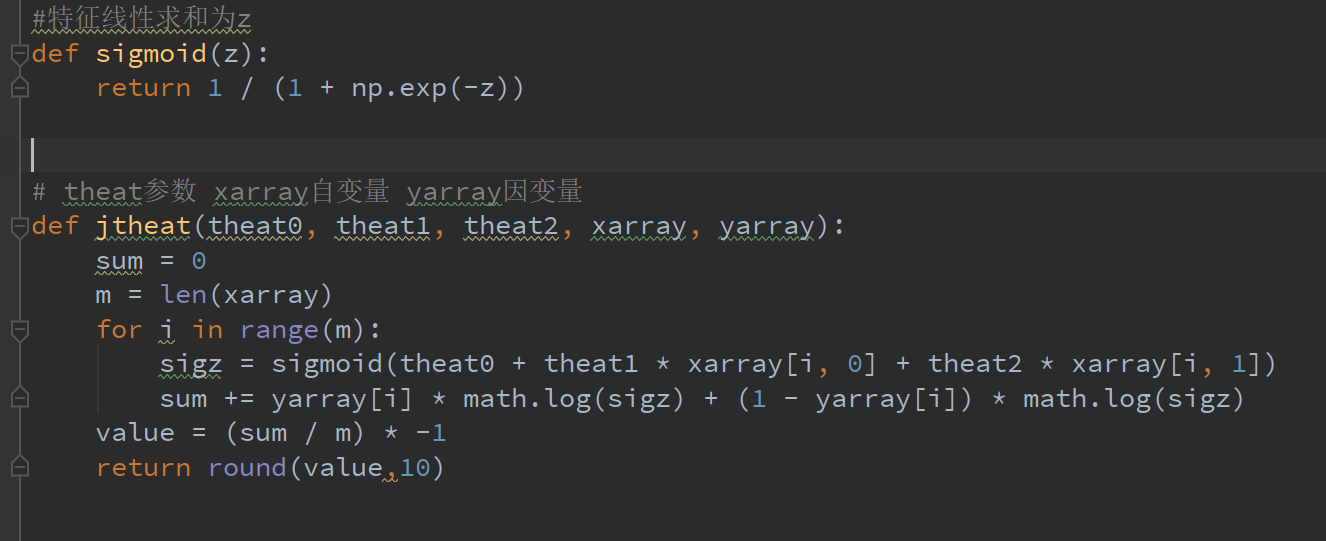 #特征线性求和为z
def sigmoid(z):
    return 1 / (1 + np.exp(-z))
# theat参数 xarray自变量 yarray因变量
def jtheat(theat0, theat1, theat2, xarray, yarray):
    sum = 0
    m = len(xarray)
    for i in range(m):
        sigz = sigmoid(theat0 + theat1 * xarray[i, 0] + theat2 * xarray[i, 1])
        sum += yarray[i] * math.log(sigz) + (1 - yarray[i]) * math.log(sigz)
    value = (sum / m) * -1
    return round(value,10)